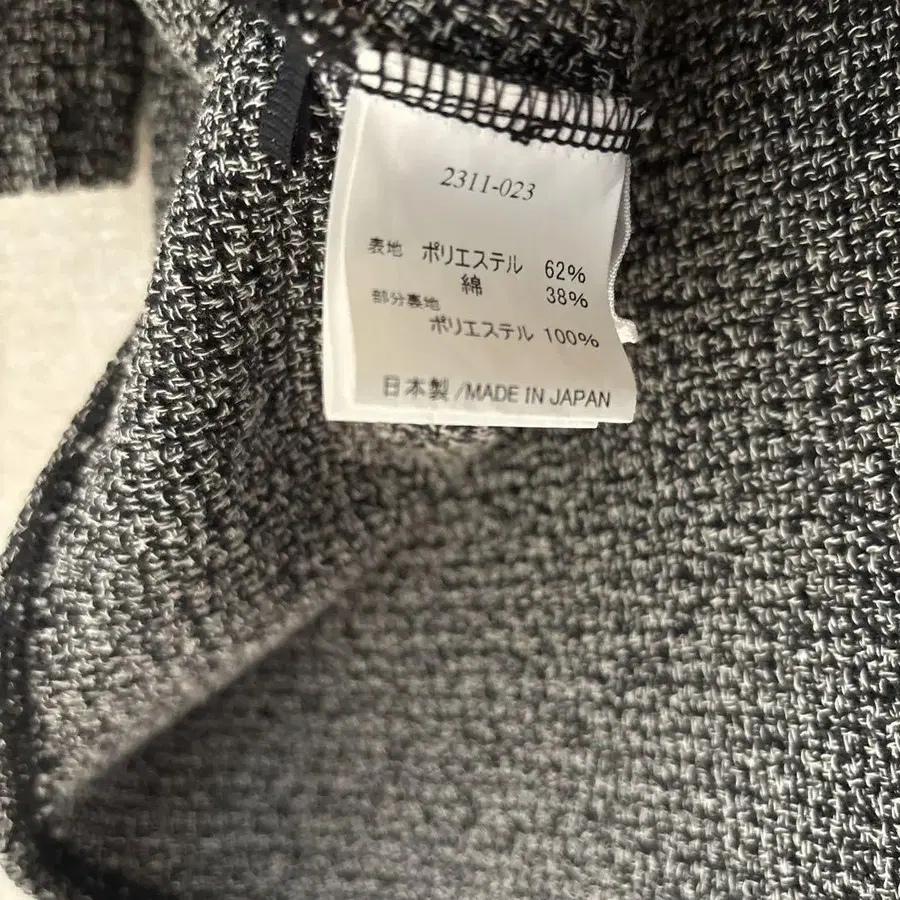 2311-023
表地 ポリエステル 62%
綿 38%
部分裏地
ポリエステル 100%
日本製/MADE IN JAPAN